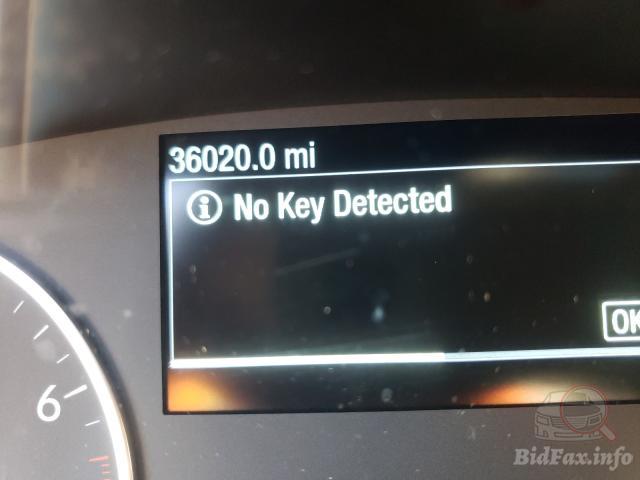 36020.0 mi
i No Key Detected
OK
6
BidFax.info